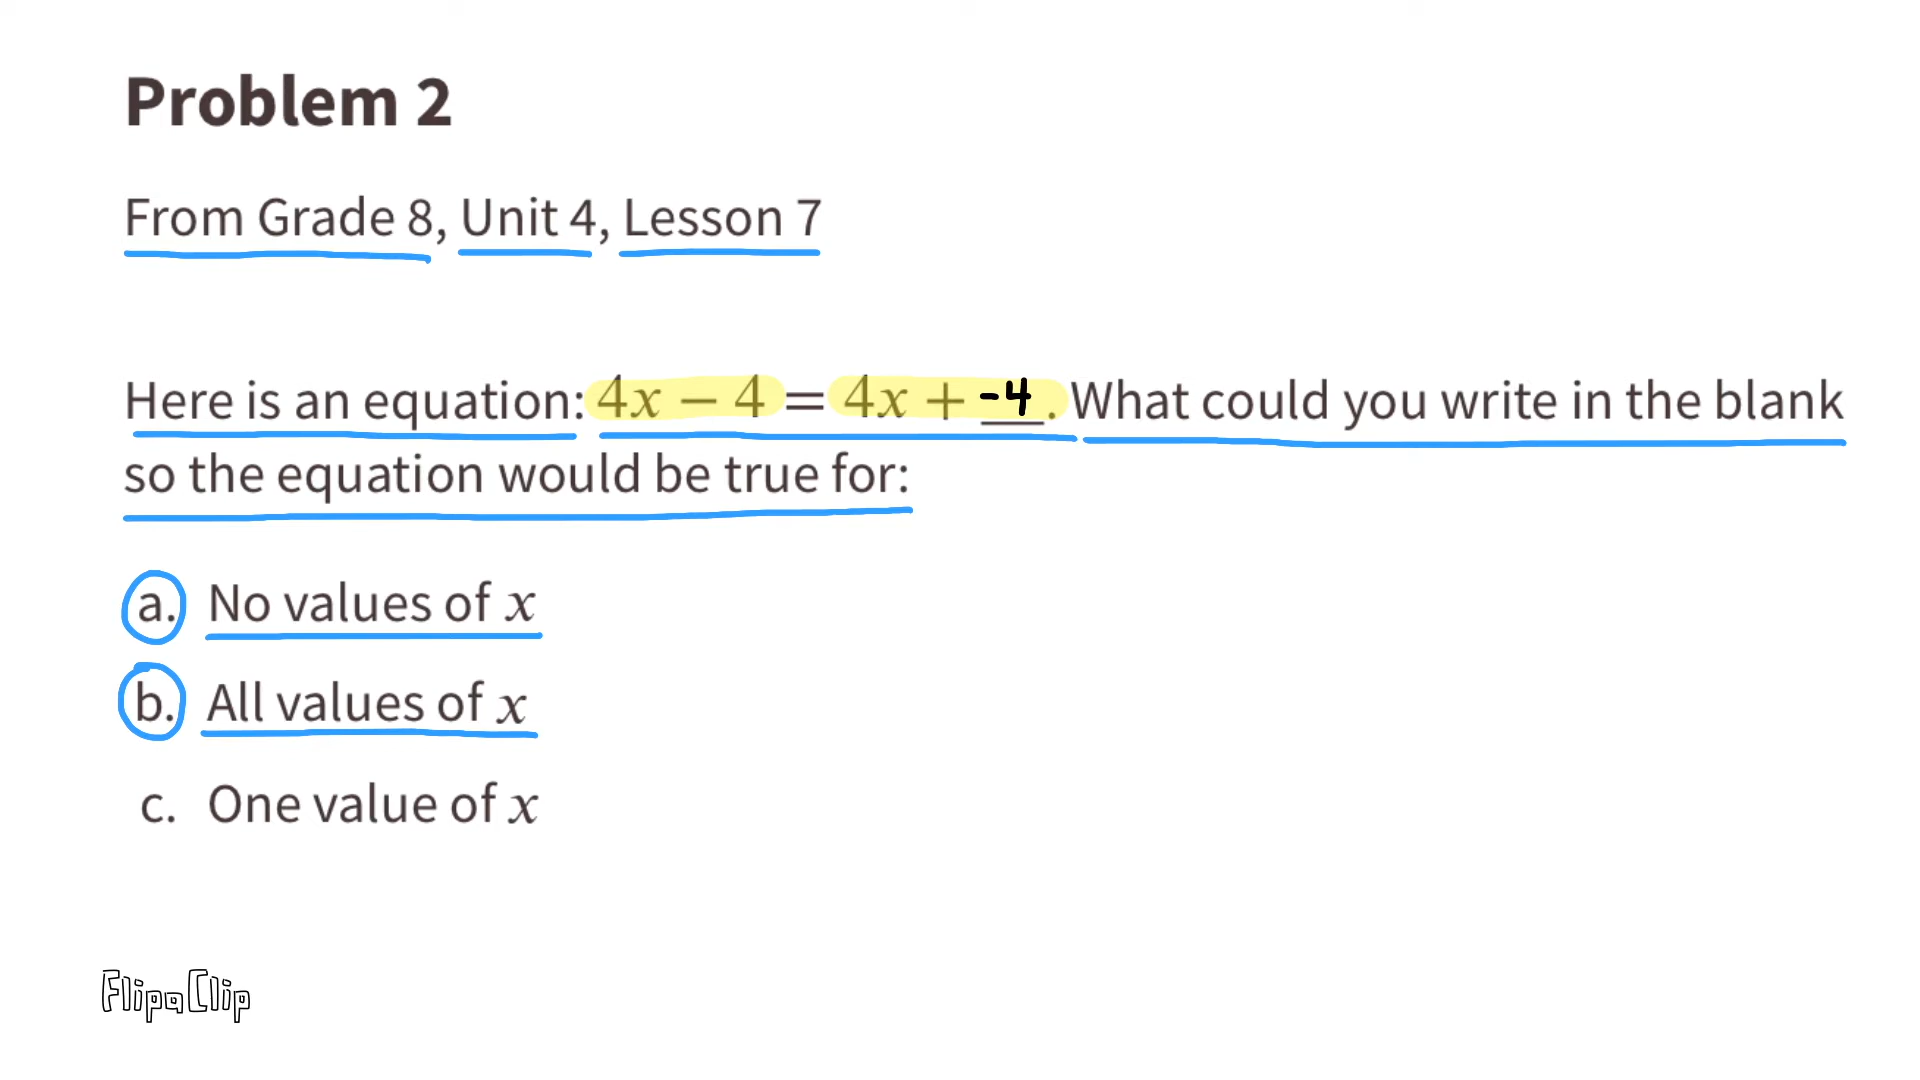 Problem 2
From Grade 8, Unit 4, Lesson 7
Here is an equation: 4x − 4 = 4x + -4. What could you write in the blank
so the equation would be true for:
a. No values of x
b. All values of x
c. One value of x
FlipaClip